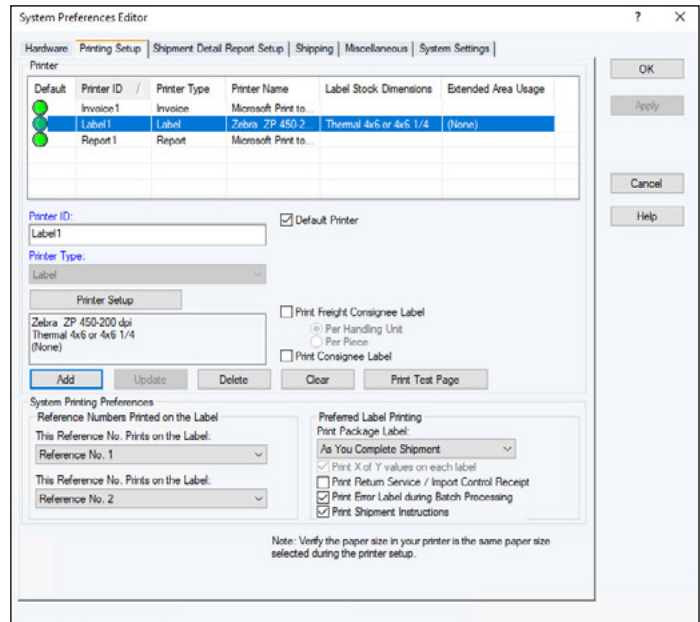 System Preferences Editor ? X
Hardware Printing Setup Shipment Detail Report Setup Shipping Miscellaneous System Settings
Printer
OK
Apply
Cancel
Help
Default Printer ID / Printer Type Printer Name Label Stock Dimensions Extended Area Usage
Invoice1 Invoice Microsoft Print to...
Label1 Label Zebra ZP 450-2... Thermal 4x6 or 4x6 1/4 (None)
Report1 Report Microsoft Print to...
Printer ID:
Label1
Default Printer
Printer Type:
Label
Printer Setup
Zebra ZP 450-200 dpi
Thermal 4x6 or 4x6 1/4
(None)
Print Freight Consignee Label
Per Handling Unit
Per Piece
Print Consignee Label
Add Update Delete Clear Print Test Page
System Printing Preferences
Reference Numbers Printed on the Label
This Reference No. Prints on the Label:
Reference No. 1
This Reference No. Prints on the Label:
Reference No. 2
Preferred Label Printing
Print Package Label:
As You Complete Shipment
Print X of Y values on each label
Print Return Service / Import Control Receipt
Print Error Label during Batch Processing
Print Shipment Instructions
Note: Verify the paper size in your printer is the same paper size
selected during the printer setup.